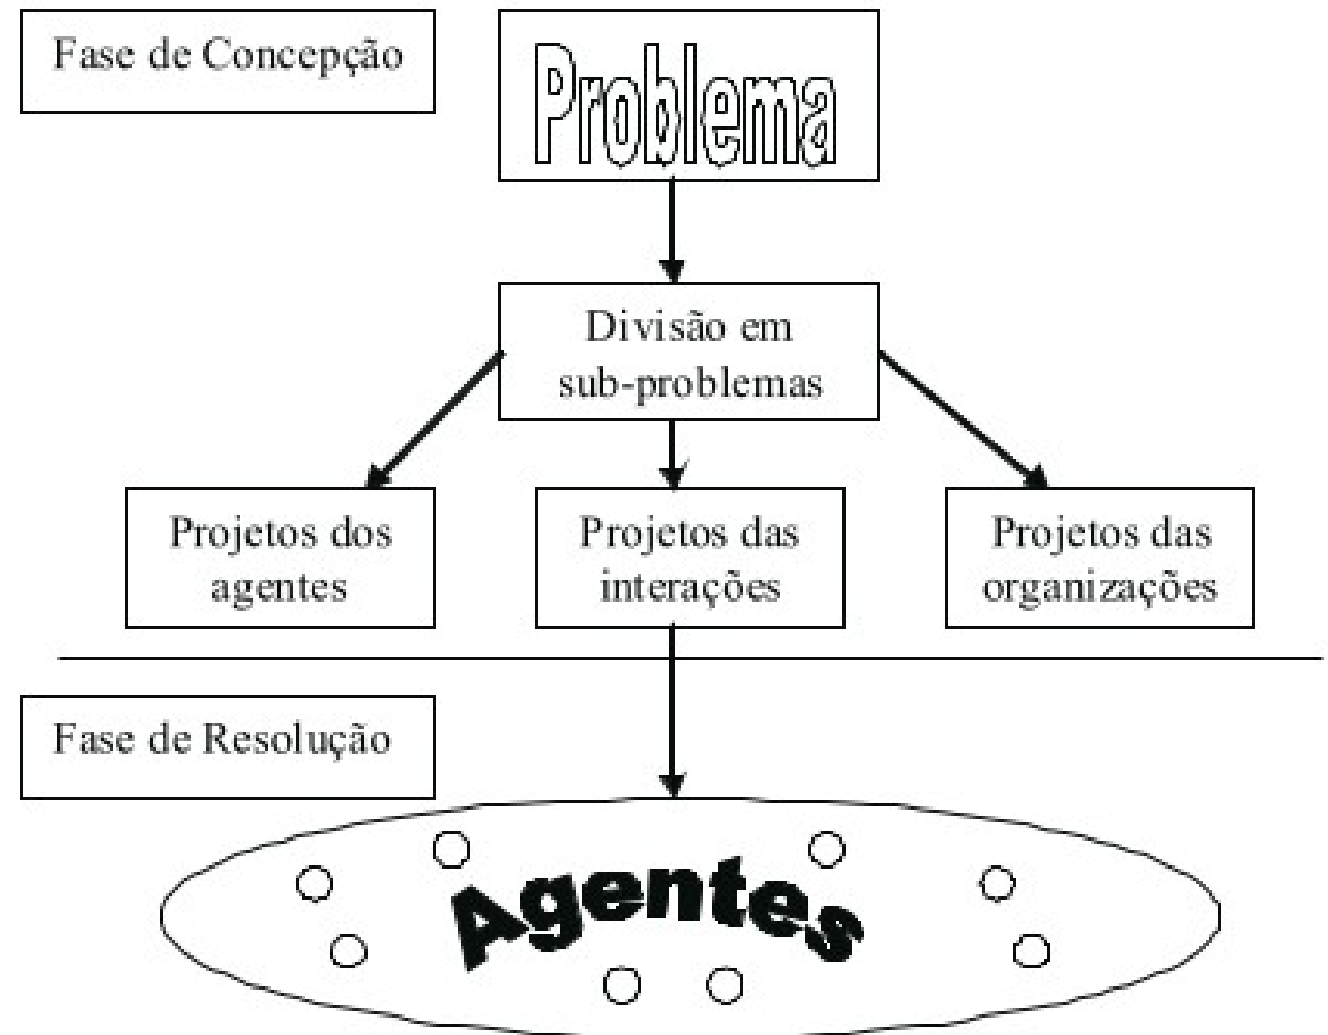 Fase de Concepção
Problema
Divisão em
sub-problemas
Projetos dos
agentes
Projetos das
interações
Projetos das
organizações
Fase de Resolução
Agentes